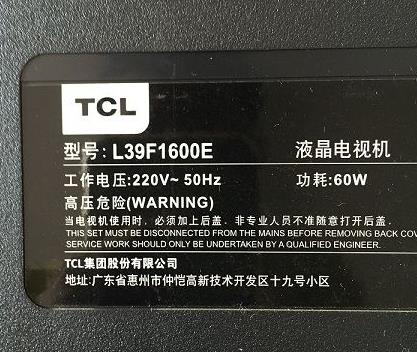 TCL
型号: L39F1600E 液晶电视机
工作电压:220V~ 50Hz 功耗:60W
高压危险(WARNING)
当电视机使用时, 必须加上后盖. 非专业人员不准随意打开后盖.
THIS SET MUST BE DISCONNECTED FROM THE MAINS BEFORE REMOVING BACK COV
SERVICE WORK SHOULD ONLY BE UNDERTAKEN BY A QUALIFIED ENGINEER.
TCL集团股份有限公司
地址:广东省惠州市仲恺高新技术开发区十九号小区